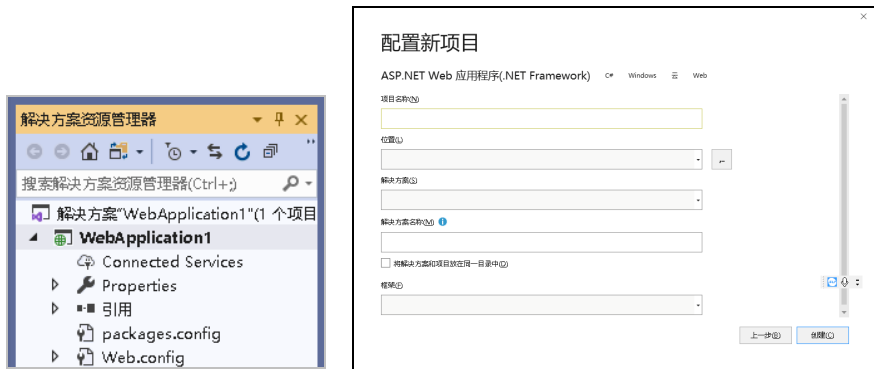 解决方案资源管理器
搜索解决方案资源管理器(Ctrl+;)
解决方案"WebApplication1"(1 个项目
WebApplication1
Connected Services
Properties
引用
packages.config
Web.config
配置新项目
ASP.NET Web 应用程序(.NET Framework) C# Windows 云 Web
项目名称(N)
位置(L)
...
解决方案(S)
解决方案名称(M)
将解决方案和项目放在同一目录中(D)
框架(F)
上一步(B) 创建(C)